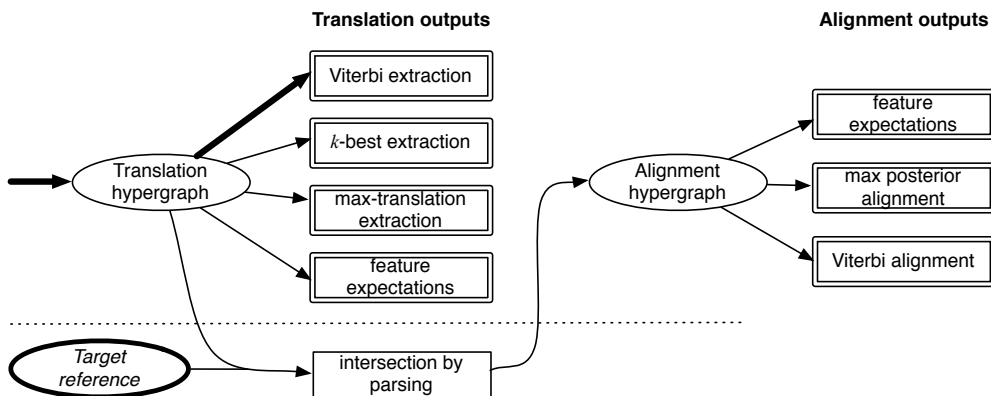 Translation outputs
Alignment outputs
Viterbi extraction
k-best extraction
max-translation
extraction
feature
expectations
Translation
hypergraph
Alignment
hypergraph
feature
expectations
max posterior
alignment
Viterbi alignment
Target
reference
intersection by
parsing